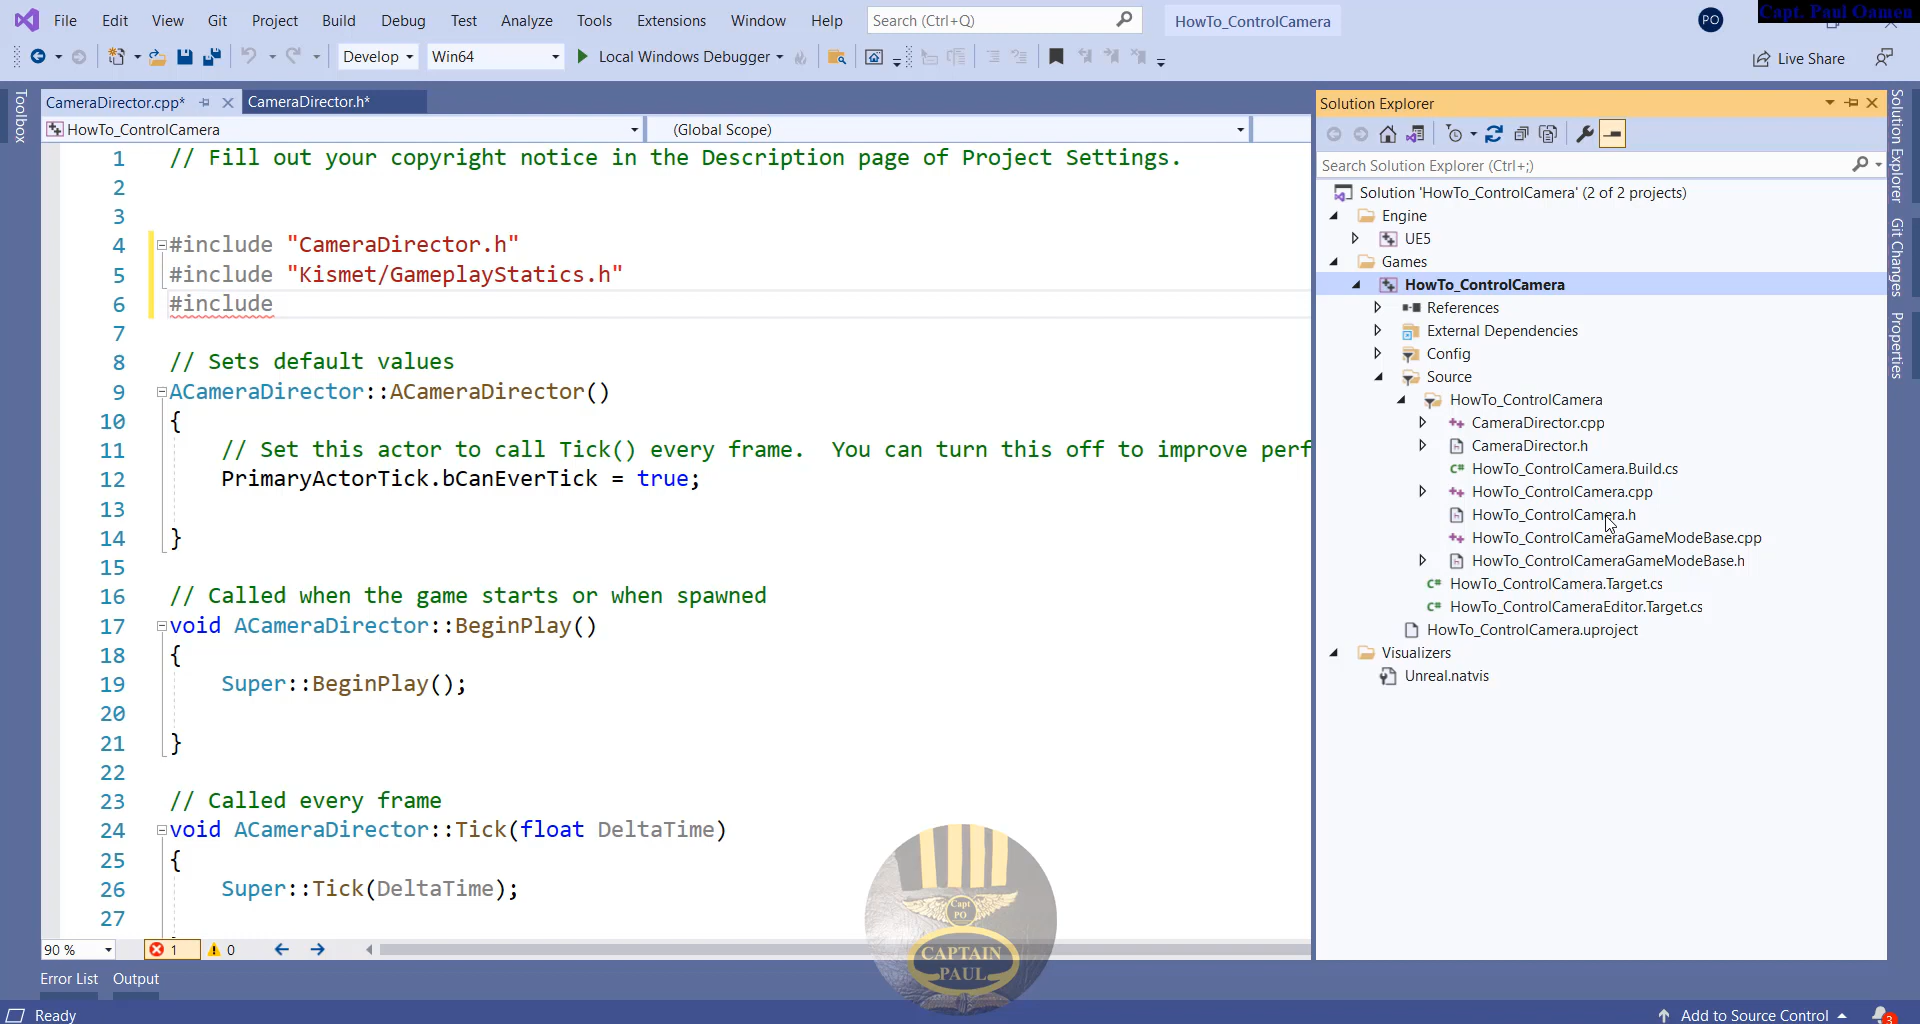 File Edit View Git Project Build Debug Test Analyze Tools Extensions Window Help Search (Ctrl+Q) HowTo_ControlCamera PO Capt. Paul Oamen
Develop Win64 Local Windows Debugger Live Share
Toolbox
CameraDirector.cpp* CameraDirector.h*
HowTo_ControlCamera (Global Scope)
1 // Fill out your copyright notice in the Description page of Project Settings.
2
3
4 #include "CameraDirector.h"
5 #include "Kismet/GameplayStatics.h"
6 #include
7
8 // Sets default values
9 ACameraDirector::ACameraDirector()
10 {
11 // Set this actor to call Tick() every frame.  You can turn this off to improve perf
12 PrimaryActorTick.bCanEverTick = true;
13
14 }
15
16 // Called when the game starts or when spawned
17 void ACameraDirector::BeginPlay()
18 {
19 Super::BeginPlay();
20
21 }
22
23 // Called every frame
24 void ACameraDirector::Tick(float DeltaTime)
25 {
26 Super::Tick(DeltaTime);
27
90 % 1 0
Error List Output
Ready
Add to Source Control 3
Solution Explorer
Search Solution Explorer (Ctrl+;)
Solution 'HowTo_ControlCamera' (2 of 2 projects)
Engine
UE5
Games
HowTo_ControlCamera
References
External Dependencies
Config
Source
HowTo_ControlCamera
CameraDirector.cpp
CameraDirector.h
HowTo_ControlCamera.Build.cs
HowTo_ControlCamera.cpp
HowTo_ControlCamera.h
HowTo_ControlCameraGameModeBase.cpp
HowTo_ControlCameraGameModeBase.h
HowTo_ControlCamera.Target.cs
HowTo_ControlCameraEditor.Target.cs
HowTo_ControlCamera.uproject
Visualizers
Unreal.natvis
Solution Explorer
Git Changes
Properties
Capt
PO
CAPTAIN
PAUL